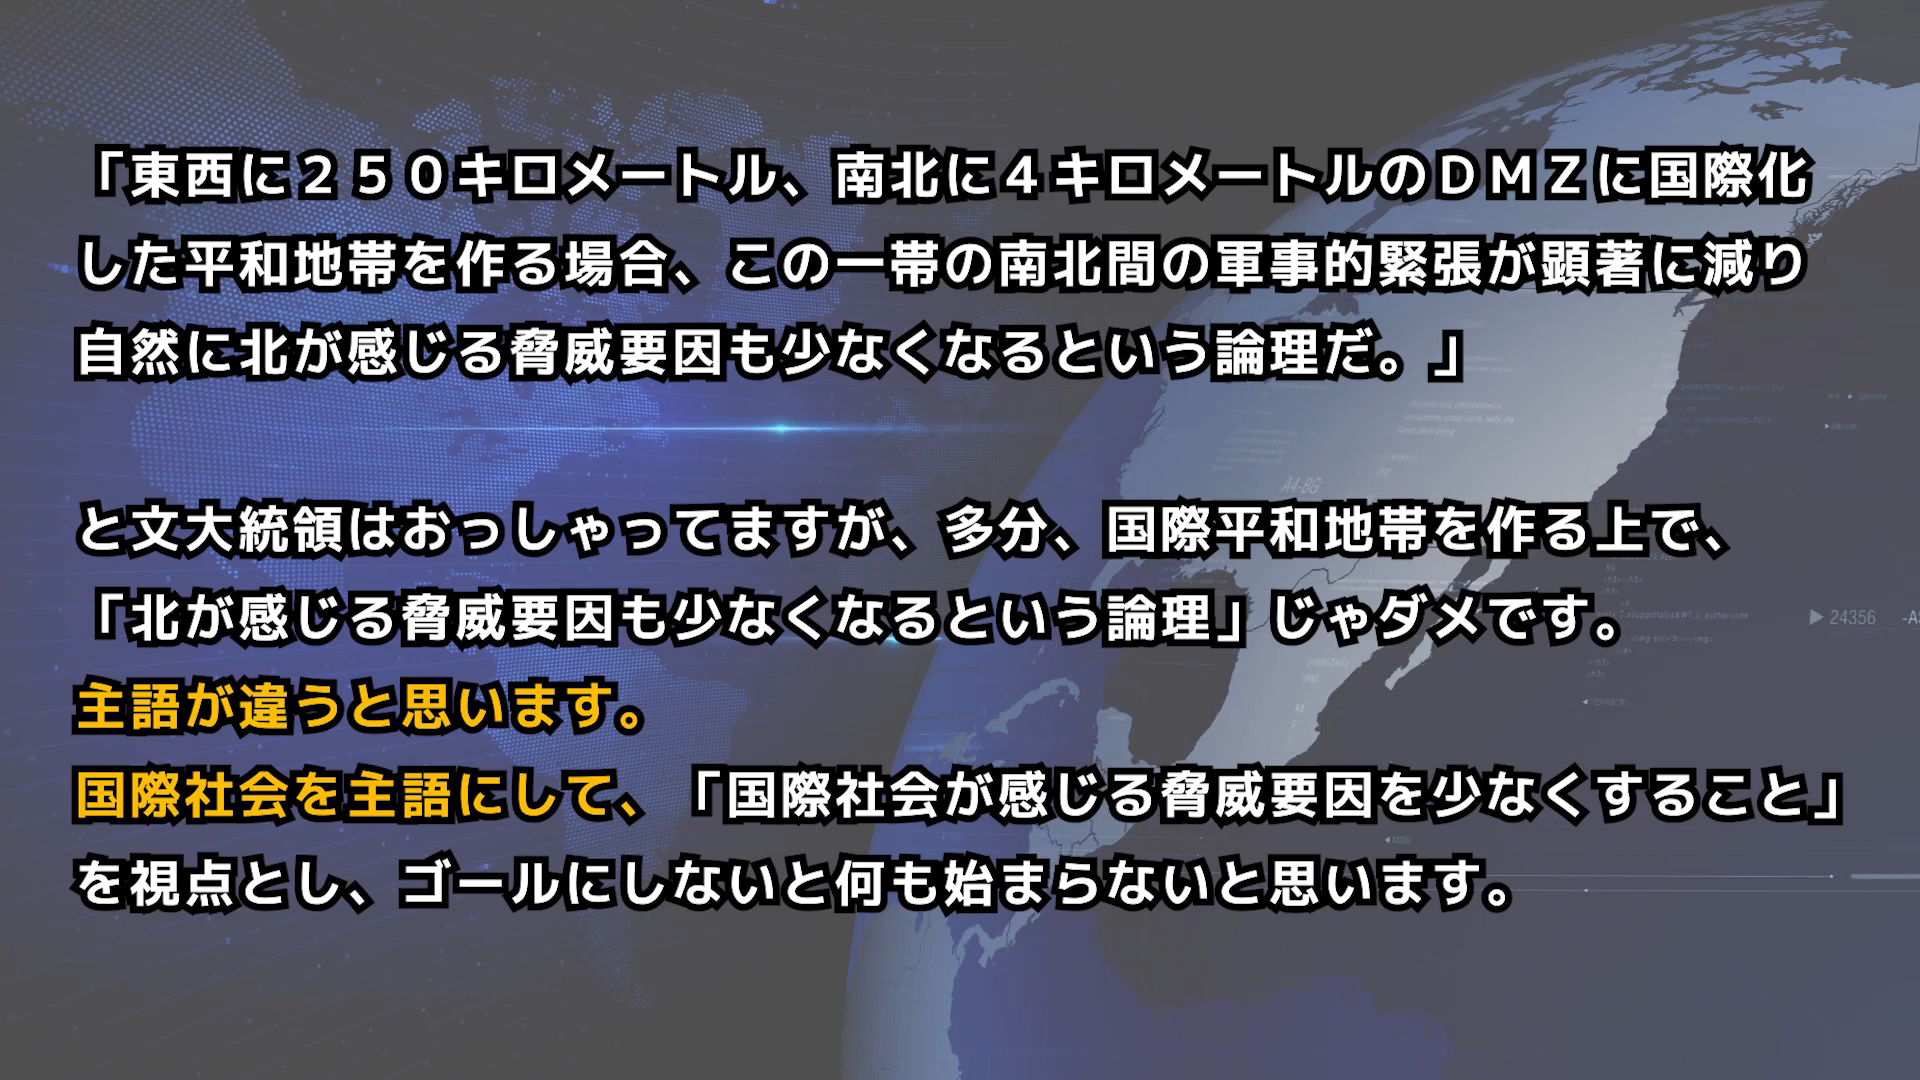 「東西に２５０キロメートル、南北に４キロメートルのＤＭＺに国際化
した平和地帯を作る場合、この一帯の南北間の軍事的緊張が顕著に減り
自然に北が感じる脅威要因も少なくなるという論理だ。」
と文大統領はおっしゃってますが、多分、国際平和地帯を作る上で、
「北が感じる脅威要因も少なくなるという論理」じゃダメです。
主語が違うと思います。
国際社会を主語にして、「国際社会が感じる脅威要因を少なくすること」
を視点とし、ゴールにしないと何も始まらないと思います。
A4-BG
24356